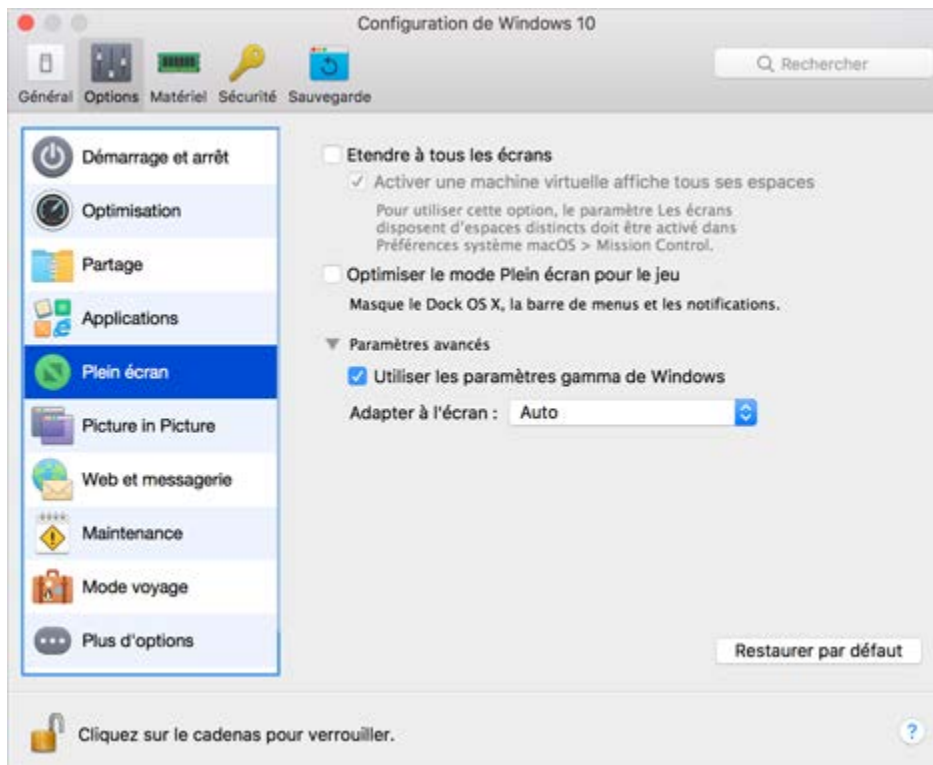 Configuration de Windows 10
Général Options Matériel Sécurité Sauvegarde
Rechercher
Démarrage et arrêt
Optimisation
Partage
Applications
Plein écran
Picture in Picture
Web et messagerie
Maintenance
Mode voyage
Plus d'options
Etendre à tous les écrans
Activer une machine virtuelle affiche tous ses espaces
Pour utiliser cette option, le paramètre Les écrans
disposent d'espaces distincts doit être activé dans
Préférences système macOS > Mission Control.
Optimiser le mode Plein écran pour le jeu
Masque le Dock OS X, la barre de menus et les notifications.
Paramètres avancés
Utiliser les paramètres gamma de Windows
Adapter à l'écran : Auto
Restaurer par défaut
Cliquez sur le cadenas pour verrouiller.
?